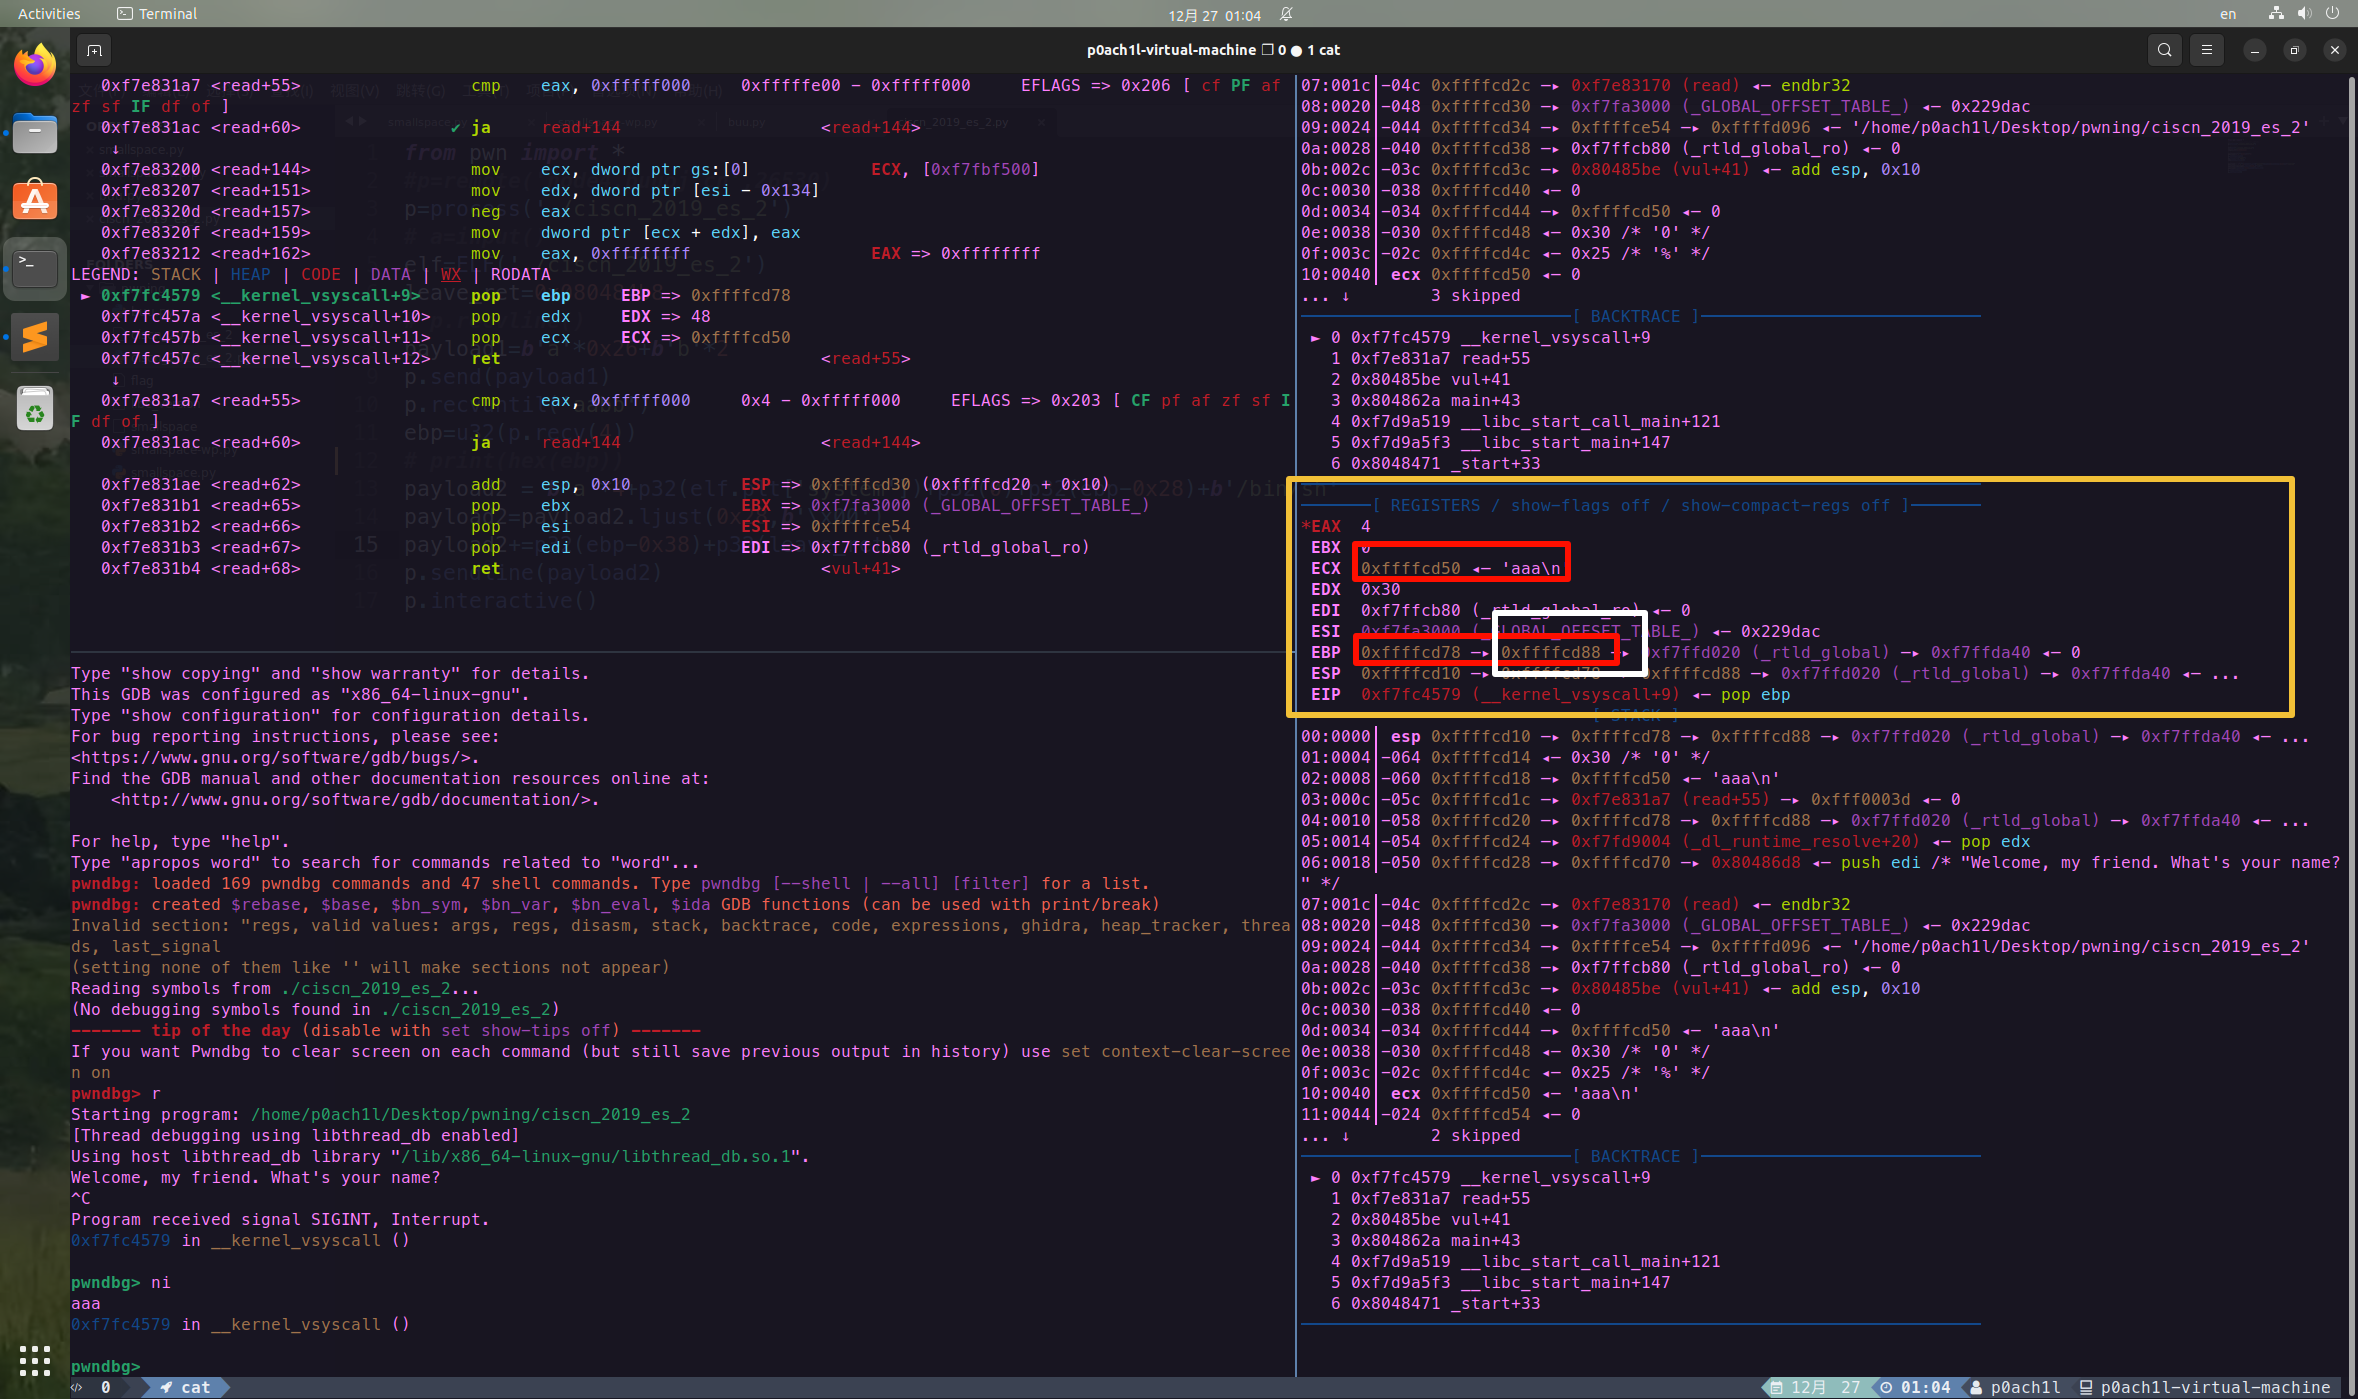 Activities
Terminal
12月 27 01:04
en
p0ach1l-virtual-machine ❐ 0 ● 1 cat
0xf7e831a7 <read+55> cmp eax, 0xfffff000 0xfffffe00 - 0xfffff000 EFLAGS => 0x206 [ cf PF af
zf sf IF df of ]
0xf7e831ac <read+60> ✔ ja read+144 <read+144>
↓
0xf7e83200 <read+144> mov ecx, dword ptr gs:[0] ECX, [0xf7fbf500]
0xf7e83207 <read+151> mov edx, dword ptr [esi - 0x134]
0xf7e8320d <read+157> neg eax
0xf7e8320f <read+159> mov dword ptr [ecx + edx], eax
0xf7e83212 <read+162> mov eax, 0xffffffff EAX => 0xffffffff
LEGEND: STACK | HEAP | CODE | DATA | WX | RODATA
► 0xf7fc4579 <__kernel_vsyscall+9> pop ebp EBP => 0xffffcd78
0xf7fc457a <__kernel_vsyscall+10> pop edx EDX => 48
0xf7fc457b <__kernel_vsyscall+11> pop ecx ECX => 0xffffcd50
0xf7fc457c <__kernel_vsyscall+12> ret <read+55>
↓
0xf7e831a7 <read+55> cmp eax, 0xfffff000 0x4 - 0xfffff000 EFLAGS => 0x203 [ CF pf af zf sf I
F df of ]
0xf7e831ac <read+60> ja read+144 <read+144>
0xf7e831ae <read+62> add esp, 0x10 ESP => 0xffffcd30 (0xffffcd20 + 0x10)
0xf7e831b1 <read+65> pop ebx EBX => 0xf7fa3000 (_GLOBAL_OFFSET_TABLE_)
0xf7e831b2 <read+66> pop esi ESI => 0xffffce54
0xf7e831b3 <read+67> pop edi EDI => 0xf7ffcb80 (_rtld_global_ro)
0xf7e831b4 <read+68> ret <vul+41>
from pwn import *
p=process('./ciscn_2019_es_2')
p.send(payload1)
ebp=u32(p.recv(4))
# print(hex(ebp))
15
p.sendline(payload2)
p.interactive()
Type "show copying" and "show warranty" for details.
This GDB was configured as "x86_64-linux-gnu".
Type "show configuration" for configuration details.
For bug reporting instructions, please see:
<https://www.gnu.org/software/gdb/bugs/>.
Find the GDB manual and other documentation resources online at:
<http://www.gnu.org/software/gdb/documentation/>.
For help, type "help".
Type "apropos word" to search for commands related to "word"...
pwndbg: loaded 169 pwndbg commands and 47 shell commands. Type pwndbg [--shell | --all] [filter] for a list.
pwndbg: created $rebase, $base, $bn_sym, $bn_var, $bn_eval, $ida GDB functions (can be used with print/break)
Invalid section: "regs, valid values: args, regs, disasm, stack, backtrace, code, expressions, ghidra, heap_tracker, threa
ds, last_signal
(setting none of them like '' will make sections not appear)
Reading symbols from ./ciscn_2019_es_2...
(No debugging symbols found in ./ciscn_2019_es_2)
------- tip of the day (disable with set show-tips off) -------
If you want Pwndbg to clear screen on each command (but still save previous output in history) use set context-clear-scree
n on
pwndbg> r
Starting program: /home/p0ach1l/Desktop/pwning/ciscn_2019_es_2
[Thread debugging using libthread_db enabled]
Using host libthread_db library "/lib/x86_64-linux-gnu/libthread_db.so.1".
Welcome, my friend. What's your name?
^C
Program received signal SIGINT, Interrupt.
0xf7fc4579 in __kernel_vsyscall ()
pwndbg> ni
aaa
0xf7fc4579 in __kernel_vsyscall ()
pwndbg>
07:001c│-04c 0xffffcd2c —▸ 0xf7e83170 (read) ◂— endbr32
08:0020│-048 0xffffcd30 —▸ 0xf7fa3000 (_GLOBAL_OFFSET_TABLE_) ◂— 0x229dac
09:0024│-044 0xffffcd34 —▸ 0xffffce54 —▸ 0xffffd096 ◂— '/home/p0ach1l/Desktop/pwning/ciscn_2019_es_2'
0a:0028│-040 0xffffcd38 —▸ 0xf7ffcb80 (_rtld_global_ro) ◂— 0
0b:002c│-03c 0xffffcd3c —▸ 0x80485be (vul+41) ◂— add esp, 0x10
0c:0030│-038 0xffffcd40 ◂— 0
0d:0034│-034 0xffffcd44 —▸ 0xffffcd50 ◂— 0
0e:0038│-030 0xffffcd48 ◂— 0x30 /* '0' */
0f:003c│-02c 0xffffcd4c ◂— 0x25 /* '%' */
10:0040│ ecx 0xffffcd50 ◂— 0
... ↓ 3 skipped
[ BACKTRACE ]
► 0 0xf7fc4579 __kernel_vsyscall+9
1 0xf7e831a7 read+55
2 0x80485be vul+41
3 0x804862a main+43
4 0xf7d9a519 __libc_start_call_main+121
5 0xf7d9a5f3 __libc_start_main+147
6 0x8048471 _start+33
[ REGISTERS / show-flags off / show-compact-regs off ]
*EAX 4
EBX 0
ECX 0xffffcd50 ◂— 'aaa\n
EDX 0x30
EDI 0xf7ffcb80 (_rtld_global_ro) ◂— 0
ESI 0xf7fa3000 (_GLOBAL_OFFSET_TABLE_) ◂— 0x229dac
EBP 0xffffcd78 —▸ 0xffffcd88 —▸ 0xf7ffd020 (_rtld_global) —▸ 0xf7ffda40 ◂— 0
ESP 0xffffcd10 —▸ 0xffffcd78 —▸ 0xffffcd88 —▸ 0xf7ffd020 (_rtld_global) —▸ 0xf7ffda40 ◂— ...
EIP 0xf7fc4579 (__kernel_vsyscall+9) ◂— pop ebp
[ STACK ]
00:0000│ esp 0xffffcd10 —▸ 0xffffcd78 —▸ 0xffffcd88 —▸ 0xf7ffd020 (_rtld_global) —▸ 0xf7ffda40 ◂— ...
01:0004│-064 0xffffcd14 ◂— 0x30 /* '0' */
02:0008│-060 0xffffcd18 —▸ 0xffffcd50 ◂— 'aaa\n'
03:000c│-05c 0xffffcd1c —▸ 0xf7e831a7 (read+55) —▸ 0xfff0003d ◂— 0
04:0010│-058 0xffffcd20 —▸ 0xffffcd78 —▸ 0xffffcd88 —▸ 0xf7ffd020 (_rtld_global) —▸ 0xf7ffda40 ◂— ...
05:0014│-054 0xffffcd24 —▸ 0xf7fd9004 (_dl_runtime_resolve+20) ◂— pop edx
06:0018│-050 0xffffcd28 —▸ 0xffffcd70 —▸ 0x80486d8 ◂— push edi /* "Welcome, my friend. What's your name?
" */
07:001c│-04c 0xffffcd2c —▸ 0xf7e83170 (read) ◂— endbr32
08:0020│-048 0xffffcd30 —▸ 0xf7fa3000 (_GLOBAL_OFFSET_TABLE_) ◂— 0x229dac
09:0024│-044 0xffffcd34 —▸ 0xffffce54 —▸ 0xffffd096 ◂— '/home/p0ach1l/Desktop/pwning/ciscn_2019_es_2'
0a:0028│-040 0xffffcd38 —▸ 0xf7ffcb80 (_rtld_global_ro) ◂— 0
0b:002c│-03c 0xffffcd3c —▸ 0x80485be (vul+41) ◂— add esp, 0x10
0c:0030│-038 0xffffcd40 ◂— 0
0d:0034│-034 0xffffcd44 —▸ 0xffffcd50 ◂— 'aaa\n'
0e:0038│-030 0xffffcd48 ◂— 0x30 /* '0' */
0f:003c│-02c 0xffffcd4c ◂— 0x25 /* '%' */
10:0040│ ecx 0xffffcd50 ◂— 'aaa\n'
11:0044│-024 0xffffcd54 ◂— 0
... ↓ 2 skipped
[ BACKTRACE ]
► 0 0xf7fc4579 __kernel_vsyscall+9
1 0xf7e831a7 read+55
2 0x80485be vul+41
3 0x804862a main+43
4 0xf7d9a519 __libc_start_call_main+121
5 0xf7d9a5f3 __libc_start_main+147
6 0x8048471 _start+33
0 cat
12月 27 01:04 p0ach1l p0ach1l-virtual-machine